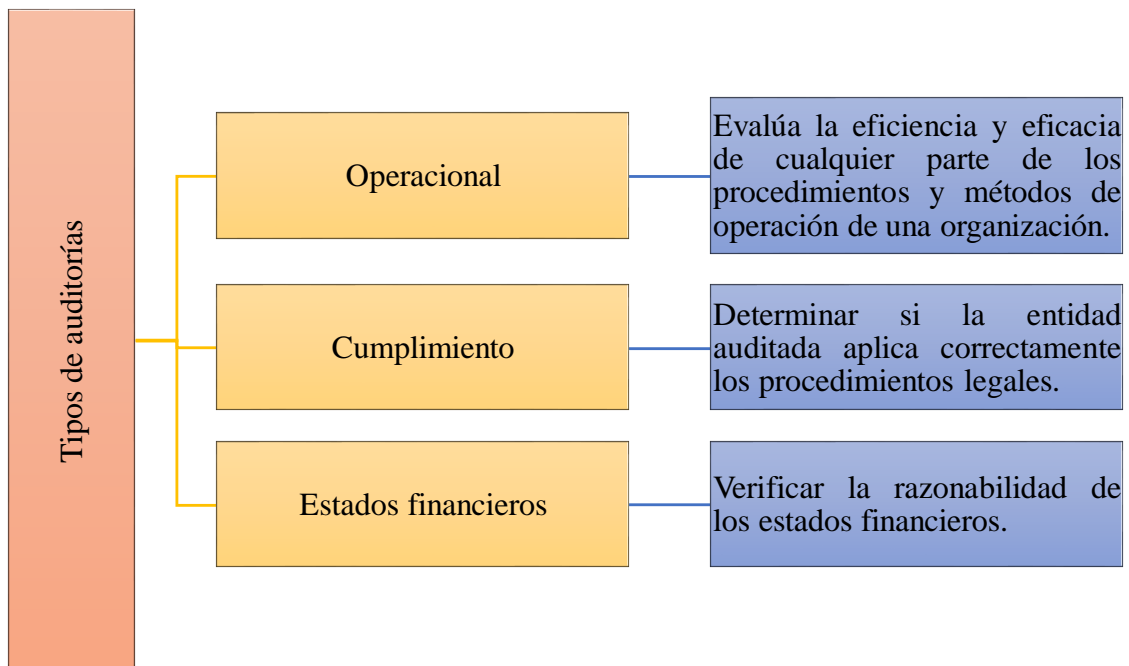 Tipos de auditorías
Operacional
Evalúa la eficiencia y eficacia
de cualquier parte de los
procedimientos y métodos de
operación de una organización.
Cumplimiento
Determinar si la entidad
auditada aplica correctamente
los procedimientos legales.
Estados financieros
Verificar la razonabilidad de
los estados financieros.